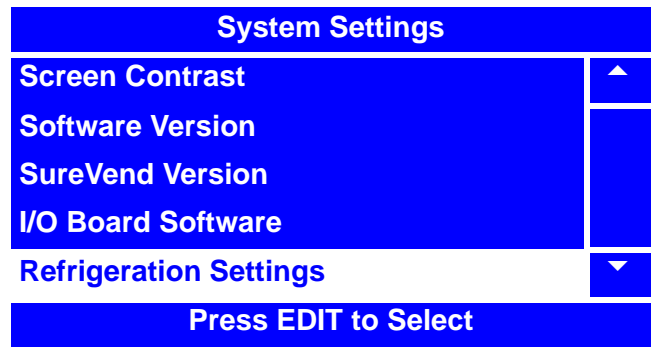 System Settings
Screen Contrast
Software Version
SureVend Version
I/O Board Software
Refrigeration Settings
Press EDIT to Select